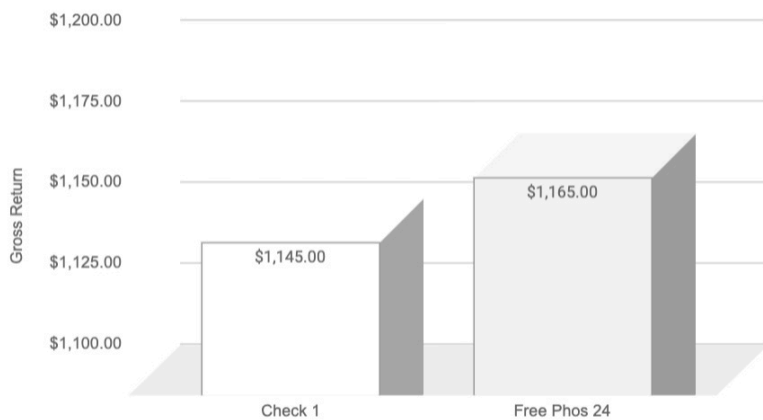 $1,200.00
$1,175.00
$1,150.00
$1,125.00
$1,100.00
Gross Return
$1,145.00
$1,165.00
Check 1
Free Phos 24